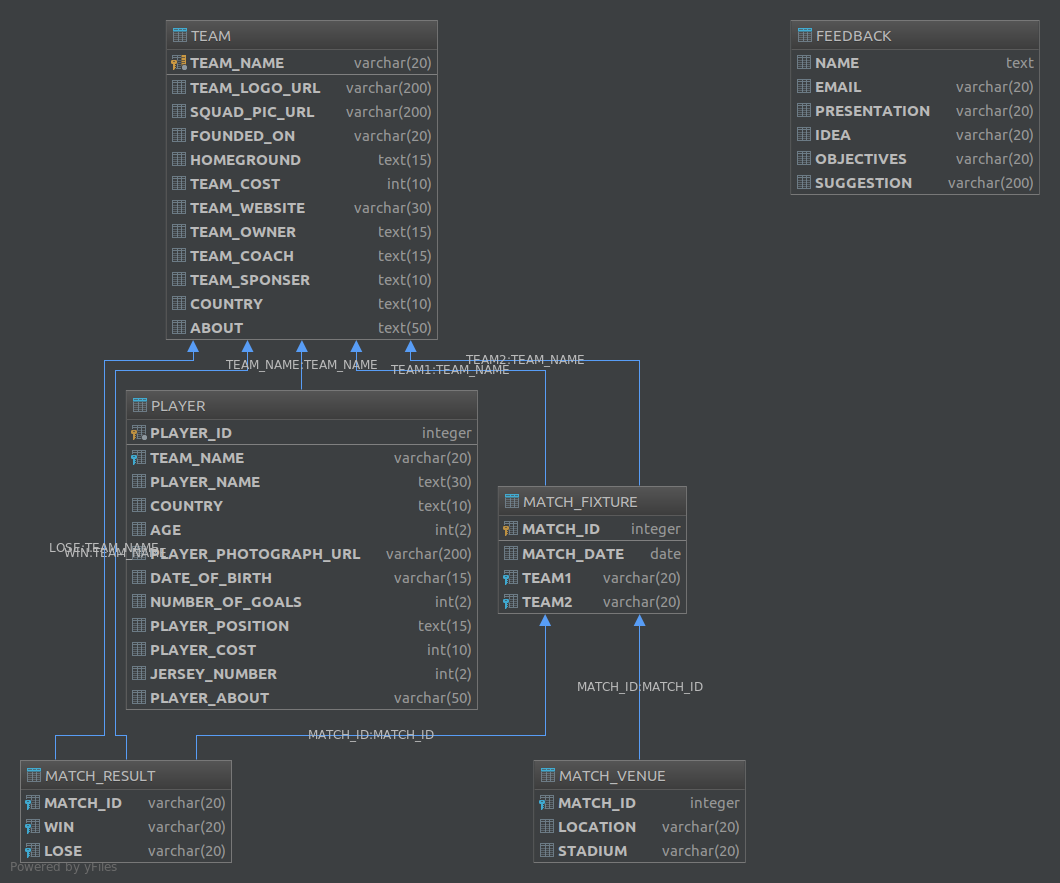 TEAM
TEAM_NAME varchar(20)
TEAM_LOGO_URL varchar(200)
SQUAD_PIC_URL varchar(200)
FOUNDED_ON varchar(20)
HOMEGROUND text(15)
TEAM_COST int(10)
TEAM_WEBSITE varchar(30)
TEAM_OWNER text(15)
TEAM_COACH text(15)
TEAM_SPONSER text(10)
COUNTRY text(10)
ABOUT text(50)
FEEDBACK
NAME text
EMAIL varchar(20)
PRESENTATION varchar(20)
IDEA varchar(20)
OBJECTIVES varchar(20)
SUGGESTION varchar(200)
TEAM_NAME:TEAM_NAME
TEAM2:TEAM_NAME
TEAM1:TEAM_NAME
PLAYER
PLAYER_ID integer
TEAM_NAME varchar(20)
PLAYER_NAME text(30)
COUNTRY text(10)
AGE int(2)
PLAYER_PHOTOGRAPH_URL varchar(200)
DATE_OF_BIRTH varchar(15)
NUMBER_OF_GOALS int(2)
PLAYER_POSITION text(15)
PLAYER_COST int(10)
JERSEY_NUMBER int(2)
PLAYER_ABOUT varchar(50)
LOSE:TEAM_NAME
WIN:TEAM_NAME
MATCH_FIXTURE
MATCH_ID integer
MATCH_DATE date
TEAM1 varchar(20)
TEAM2 varchar(20)
MATCH_ID:MATCH_ID
MATCH_ID:MATCH_ID
MATCH_RESULT
MATCH_ID varchar(20)
WIN varchar(20)
LOSE varchar(20)
MATCH_VENUE
MATCH_ID integer
LOCATION varchar(20)
STADIUM varchar(20)
Powered by yFiles